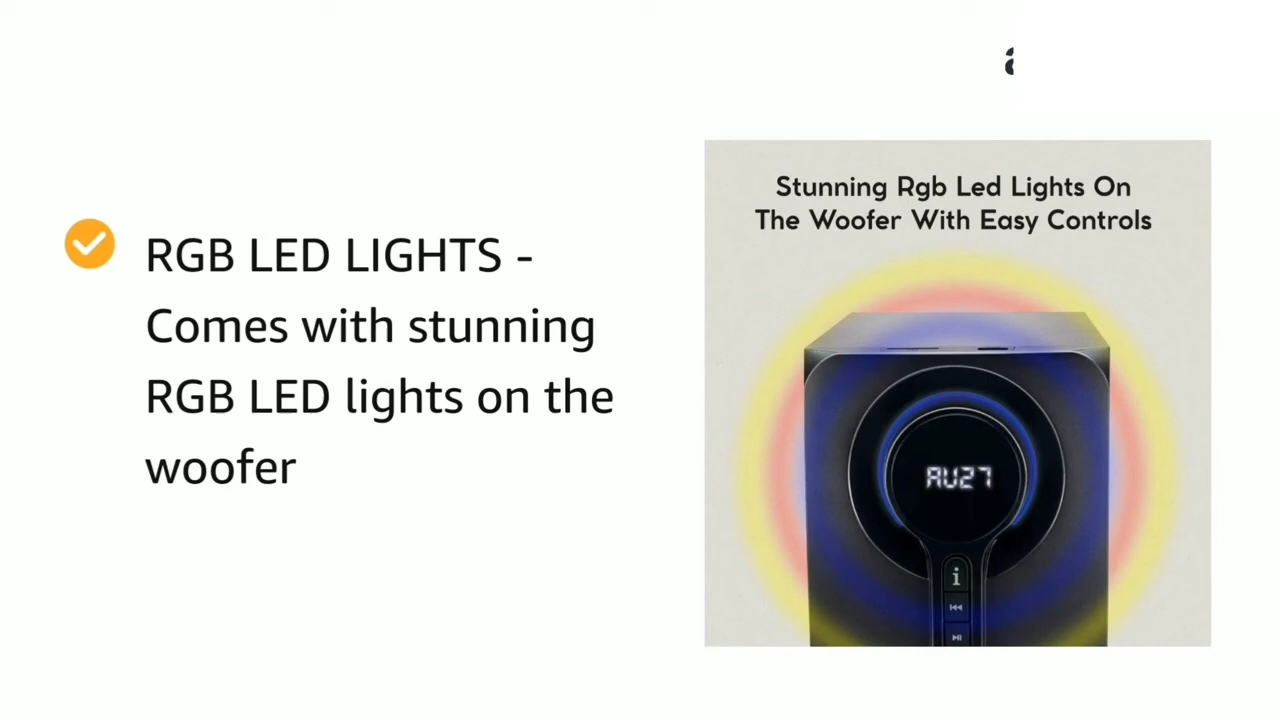 RGB LED LIGHTS -
Comes with stunning
RGB LED lights on the
woofer
Stunning Rgb Led Lights On
The Woofer With Easy Controls
AU27
i